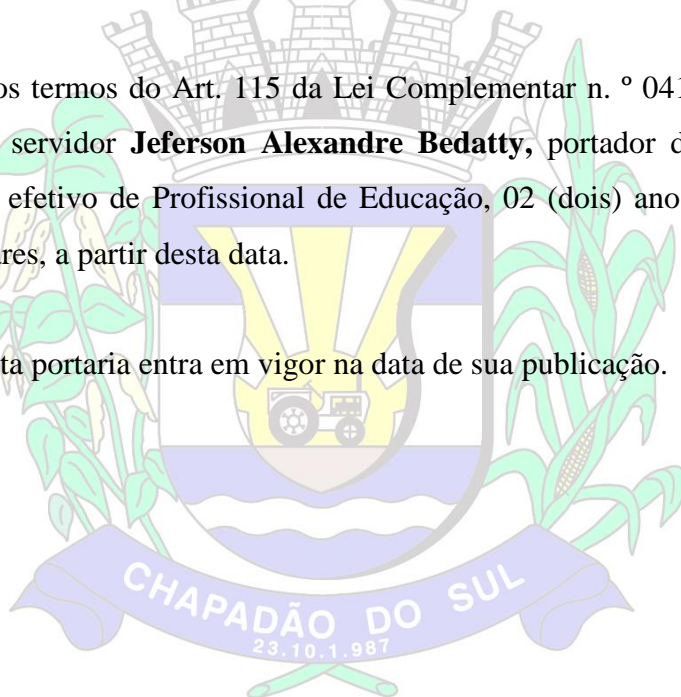 os termos do Art. 115 da Lei Complementar n. º 041
servidor Jeferson Alexandre Bedatty, portador d
efetivo de Profissional de Educação, 02 (dois) ano
res, a partir desta data.
ta portaria entra em vigor na data de sua publicação.
CHAPADÃO DO SUL
23.10.1.987